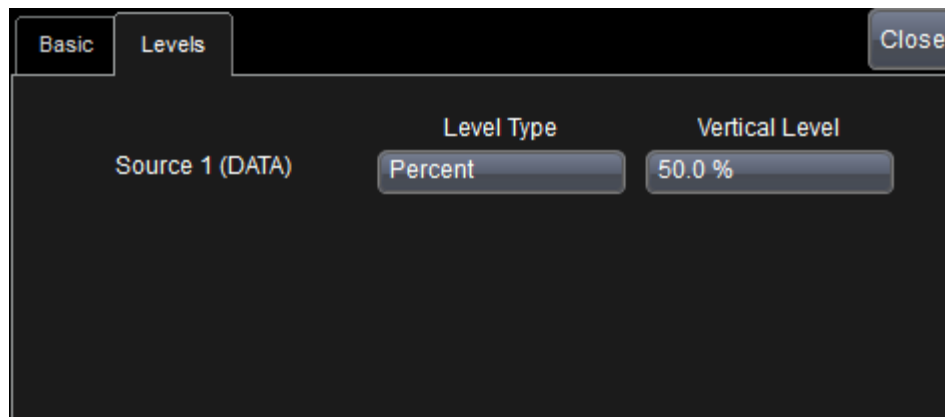 Basic Levels Close
Level Type Vertical Level
Source 1 (DATA) Percent 50.0 %